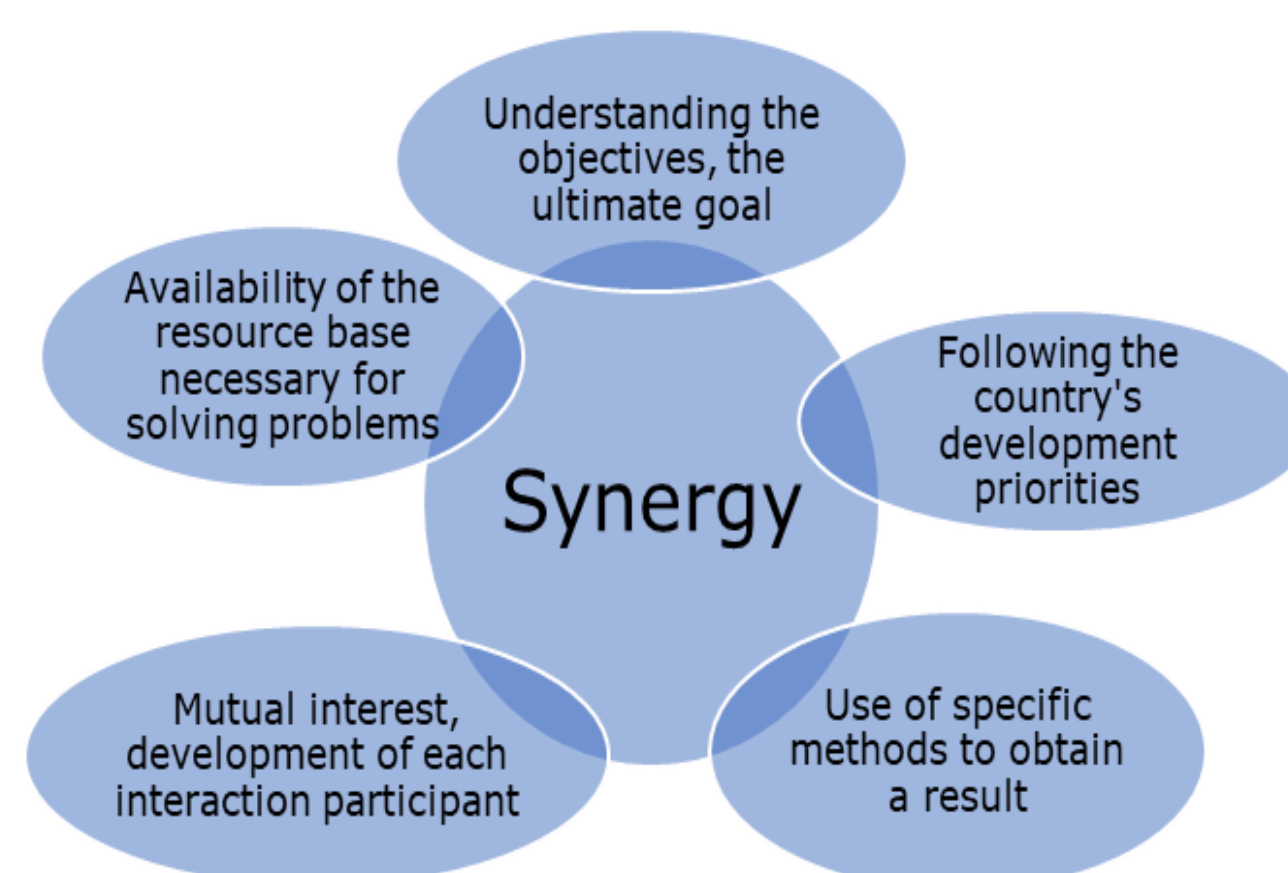 Understanding the
objectives, the
ultimate goal
Availability of the
resource base
necessary for
solving problems
Following the
country's
development
priorities
Synergy
Mutual interest,
development of each
interaction participant
Use of specific
methods to obtain
a result